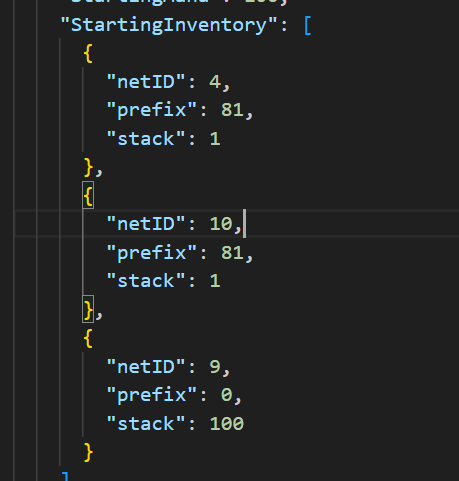 "StartingInventory": [
{
"netID": 4,
"prefix": 81,
"stack": 1
},
{
"netID": 10,
"prefix": 81,
"stack": 1
},
{
"netID": 9,
"prefix": 0,
"stack": 100
}
]